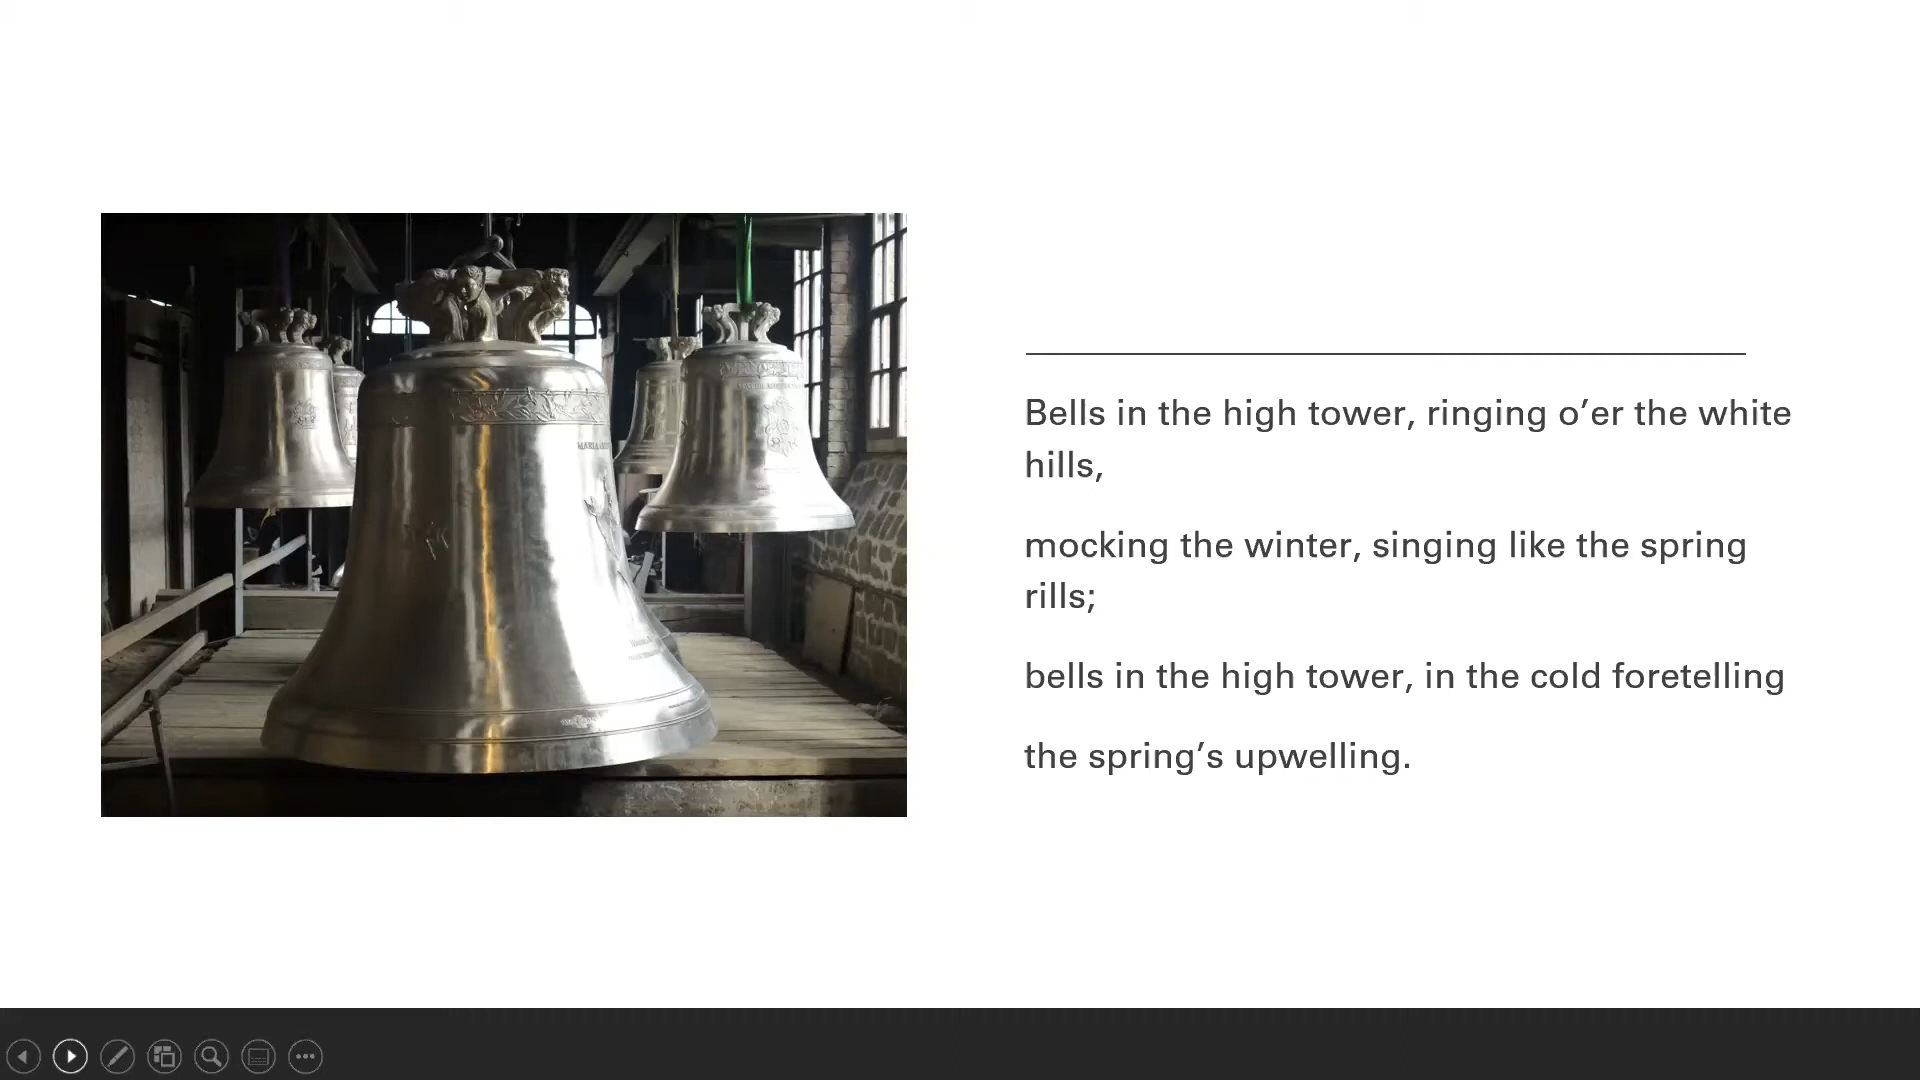 Bells in the high tower, ringing o’er the white
hills,
mocking the winter, singing like the spring
rills;
bells in the high tower, in the cold foretelling
the spring’s upwelling.